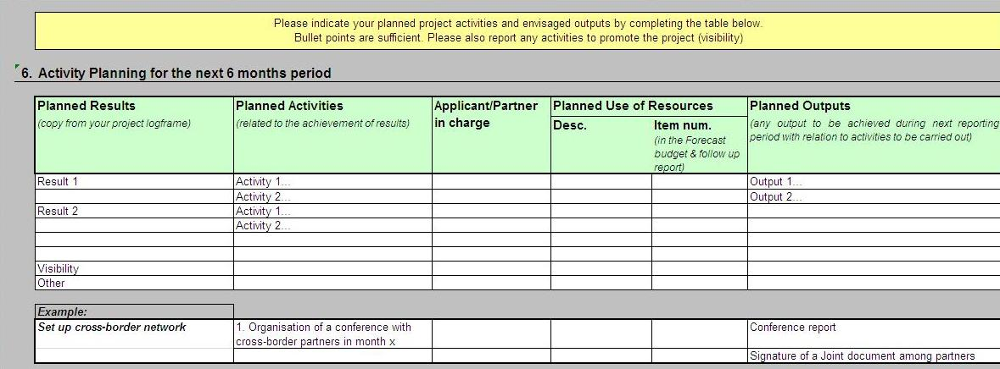 Please indicate your planned project activities and envisaged outputs by completing the table below.
Bullet points are sufficient. Please also report any activities to promote the project (visibility)
6. Activity Planning for the next 6 months period
Planned Results
(copy from your project logframe)
Planned Activities
(related to the achievement of results)
Applicant/Partner
in charge
Planned Use of Resources
Desc.
Item num.
(in the Forecast
budget & follow up
report)
Planned Outputs
(any output to be achieved during next reporting
period with relation to activities to be carried out)
Result 1
Activity 1...
Output 1...
Activity 2...
Output 2...
Result 2
Activity 1...
Activity 2...
Visibility
Other
Example:
Set up cross-border network
1. Organisation of a conference with
cross-border partners in month x
Conference report
Signature of a Joint document among partners